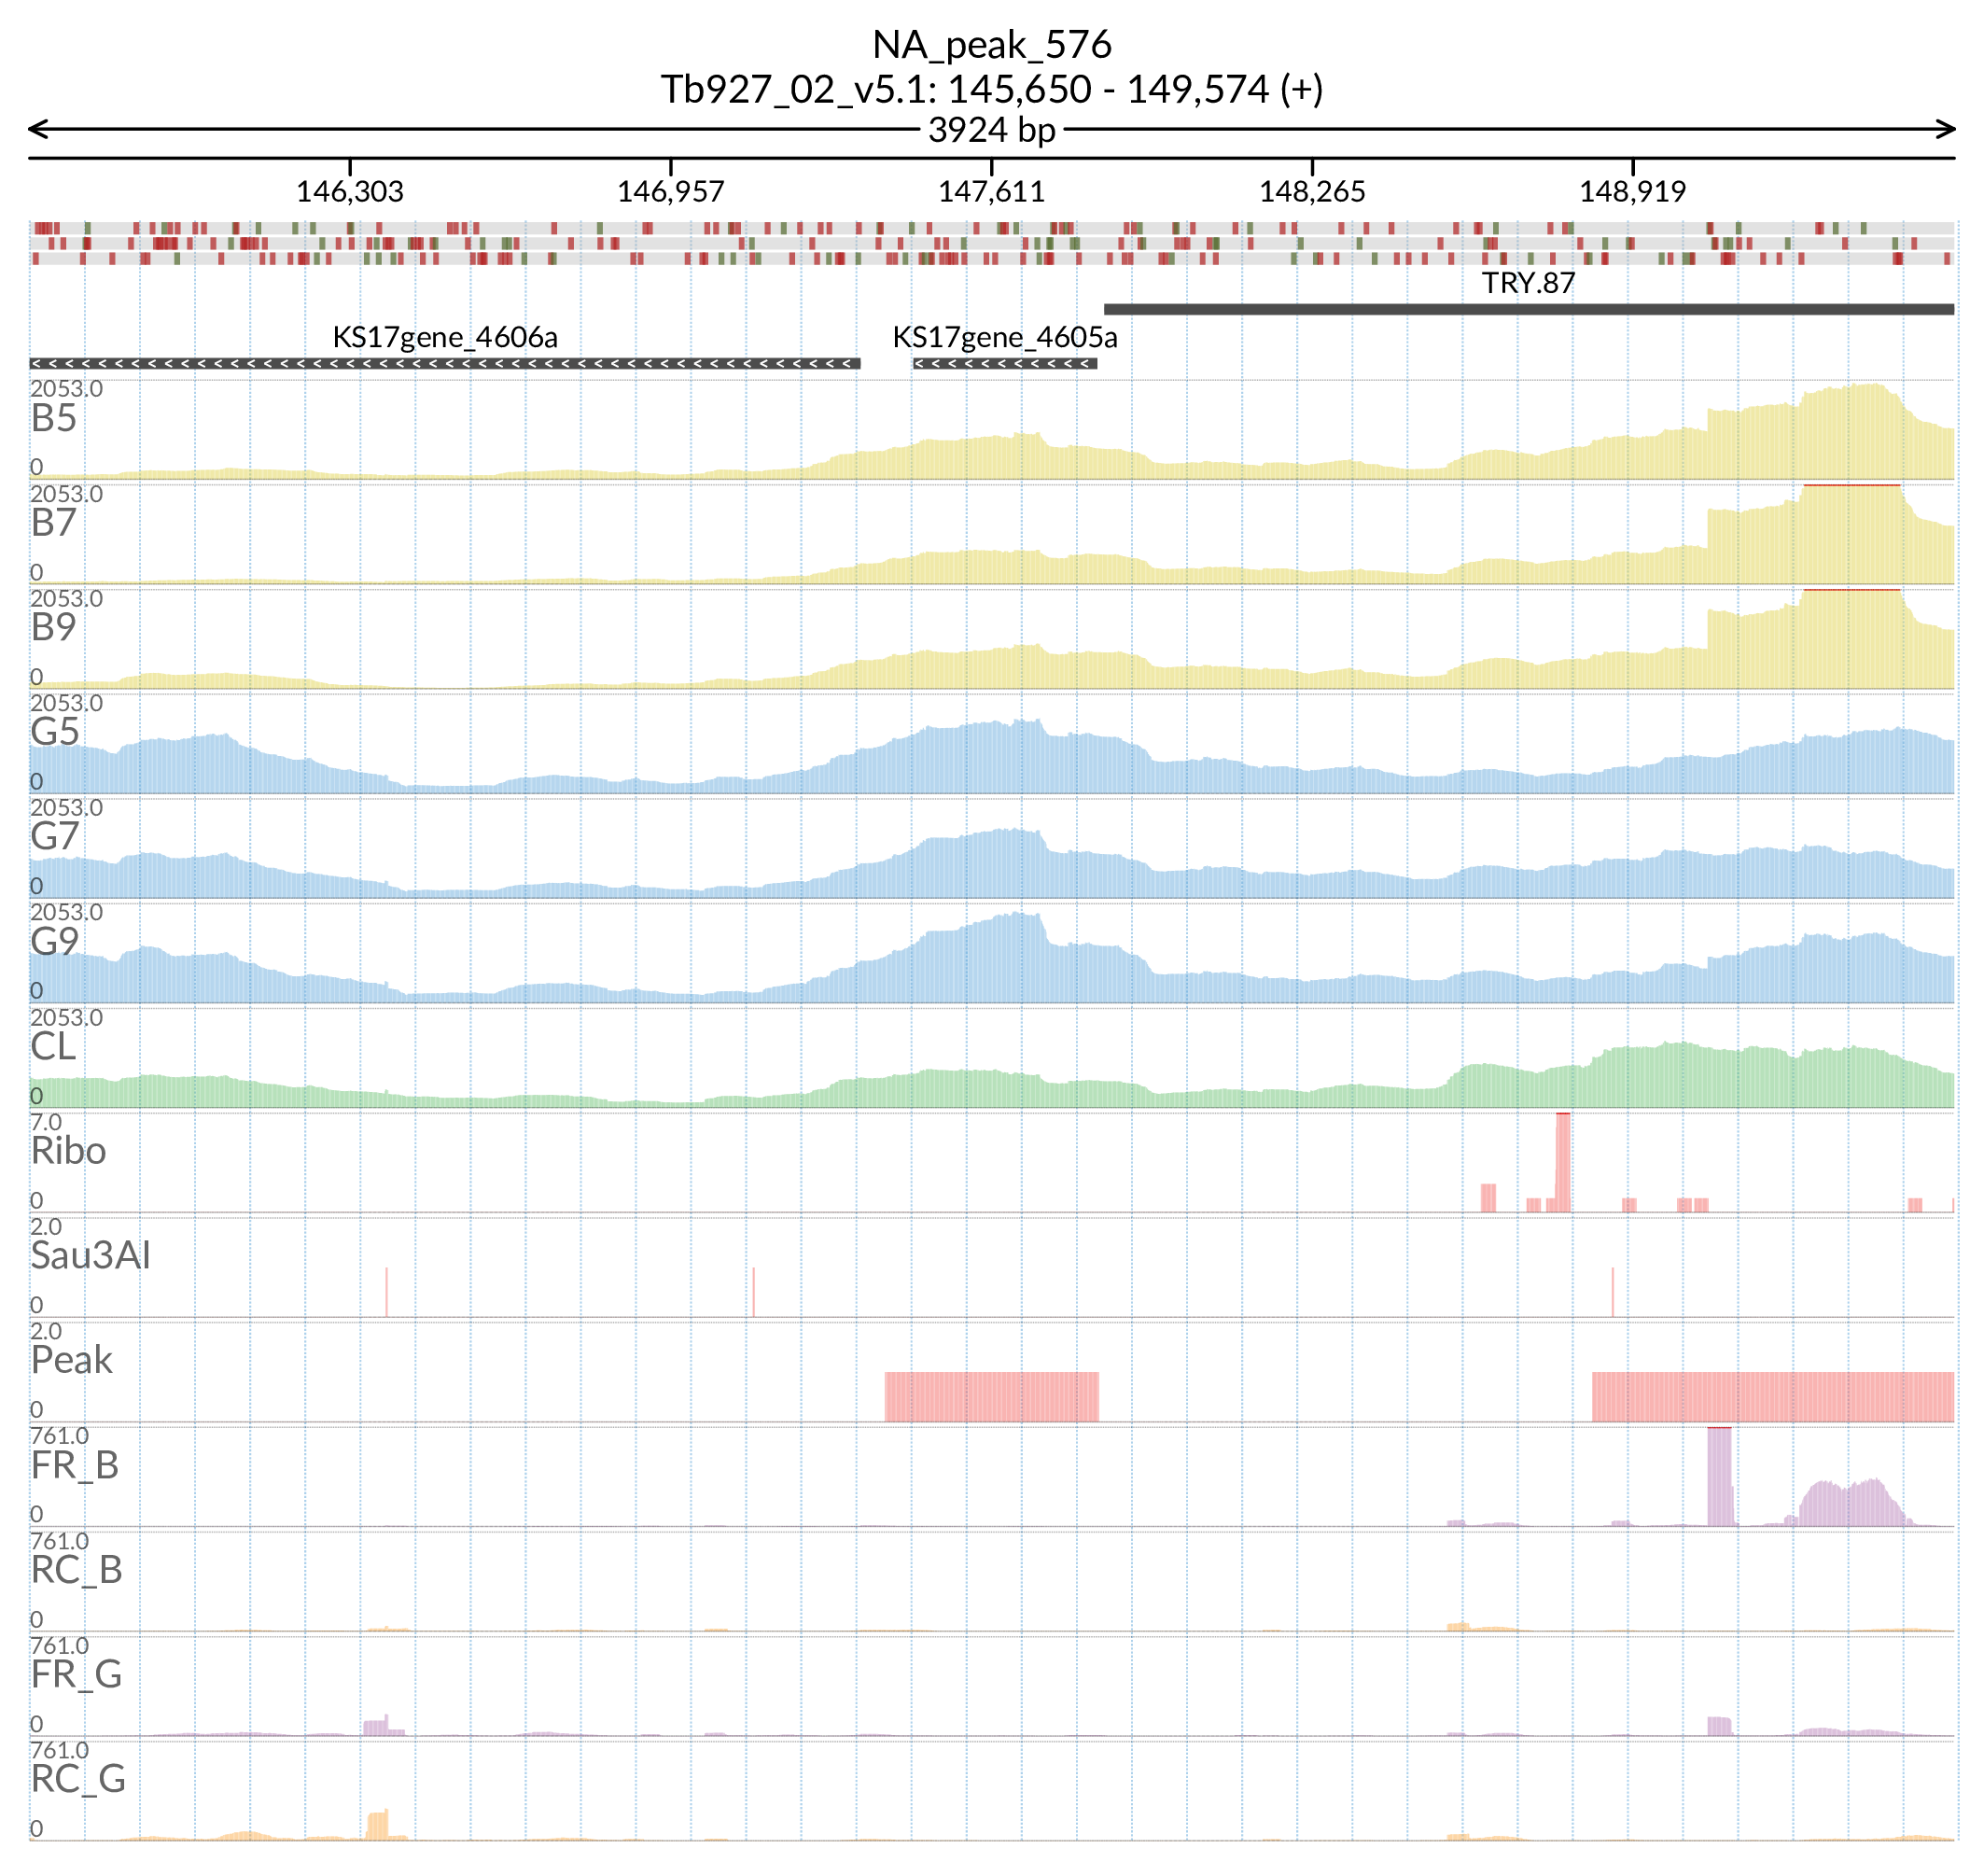 NA_peak_576
Tb927_02_v5.1: 145,650 - 149,574 (+)
3924 bp
146,303 146,957 147,611 148,265 148,919
TRY.87
KS17gene_4606a KS17gene_4605a
2053.0
B5
0
2053.0
B7
0
2053.0
B9
0
2053.0
G5
0
2053.0
G7
0
2053.0
G9
0
2053.0
CL
0
7.0
Ribo
0
2.0
Sau3AI
0
2.0
Peak
0
761.0
FR_B
0
761.0
RC_B
0
761.0
FR_G
0
761.0
RC_G
0